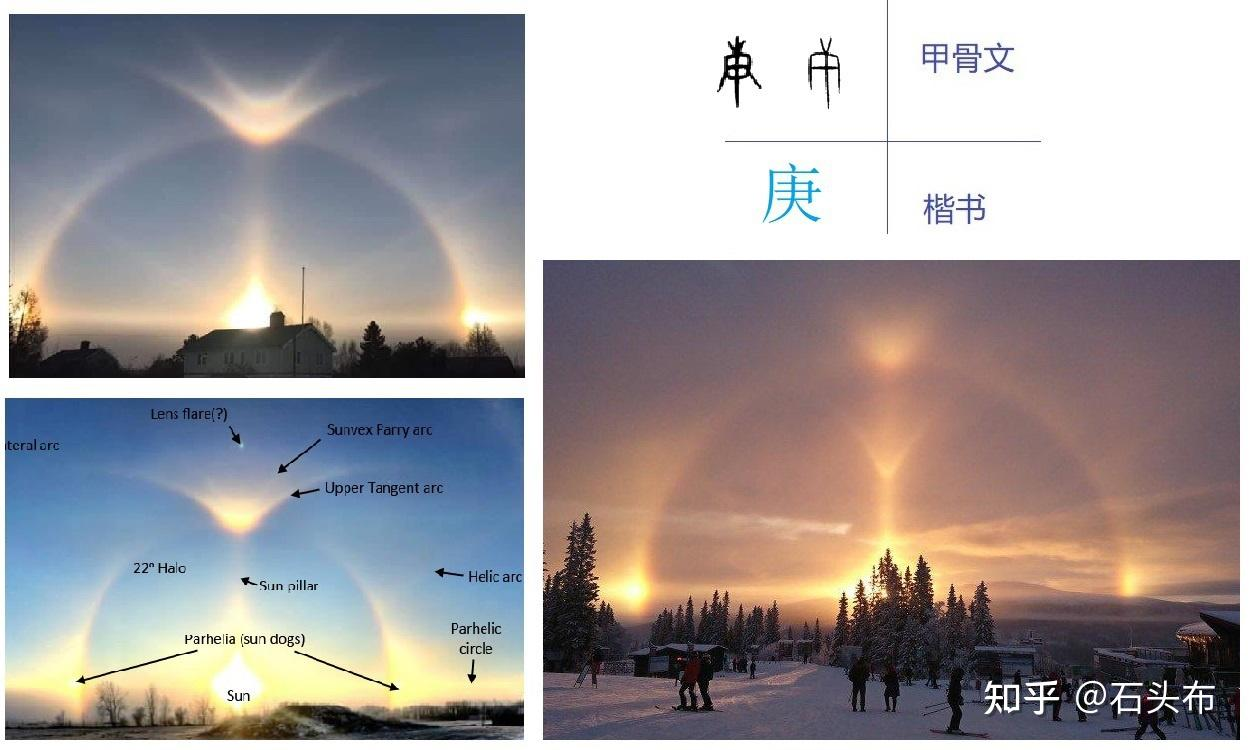 甲骨文
庚
楷书
Lens flare(?)
Sunvex Parry arc
ateral arc
Upper Tangent arc
22° Halo
Sun pillar
Helic arc
Parhelia (sun dogs)
Parhelic
circle
Sun
知乎 @石头布